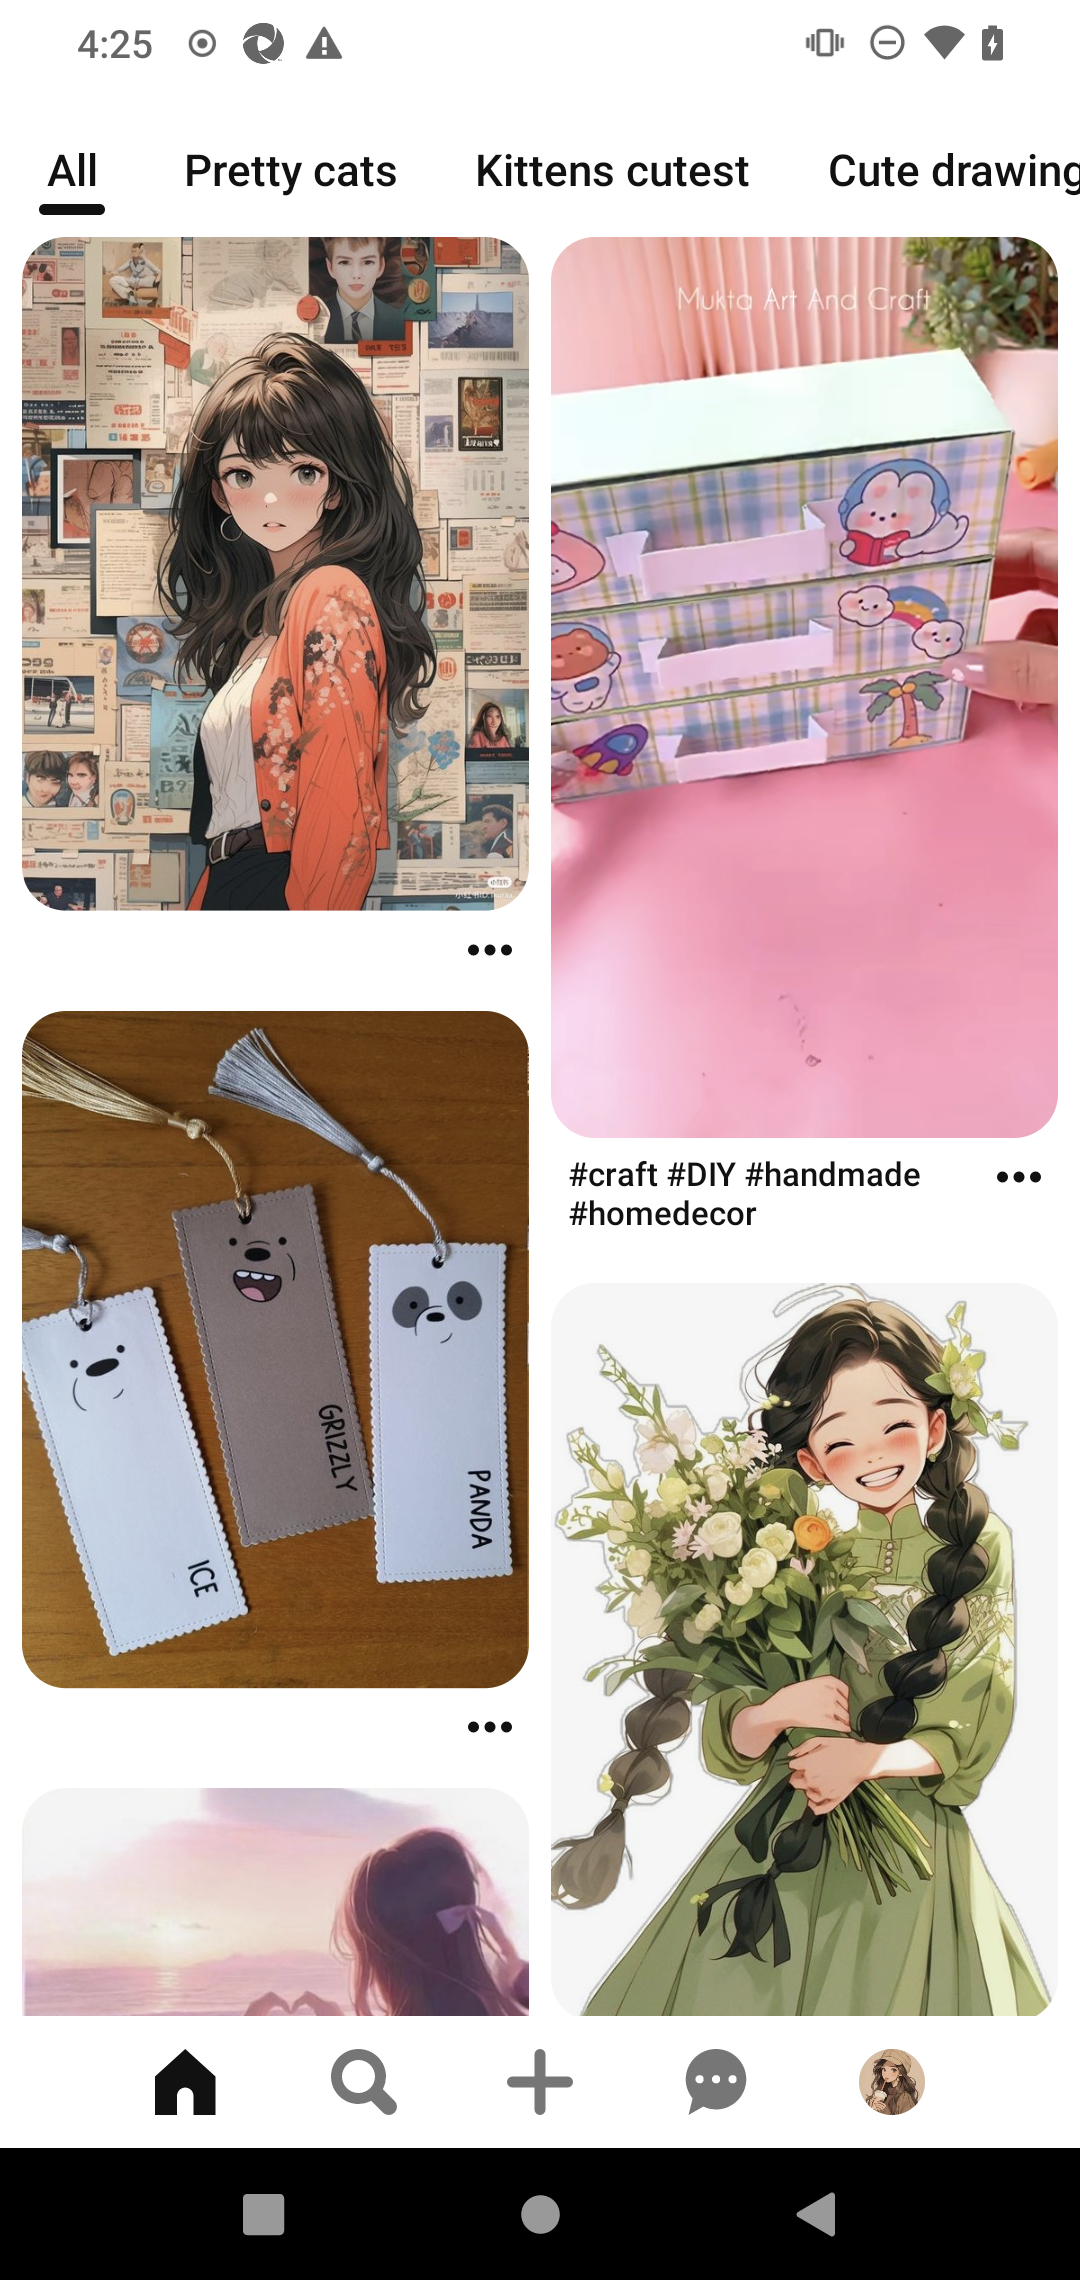 4:25
All
Pretty cats
Kittens cutest
Cute drawing
Mukta Art And Craft
#craft #DIY #handmade
#homedecor
GRIZZLY
PANDA
ICE